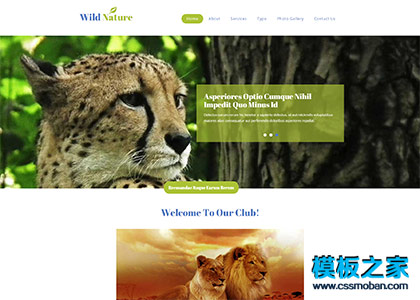 Wild Nature
Home About Services Typo Photo Gallery Contact Us
Asperiores Optio Cumque Nihil
Impedit Quo Minus Id
Recusandae Itaque Earum Rerum
Welcome To Our Club!
模板之家
www.cssmoban.com